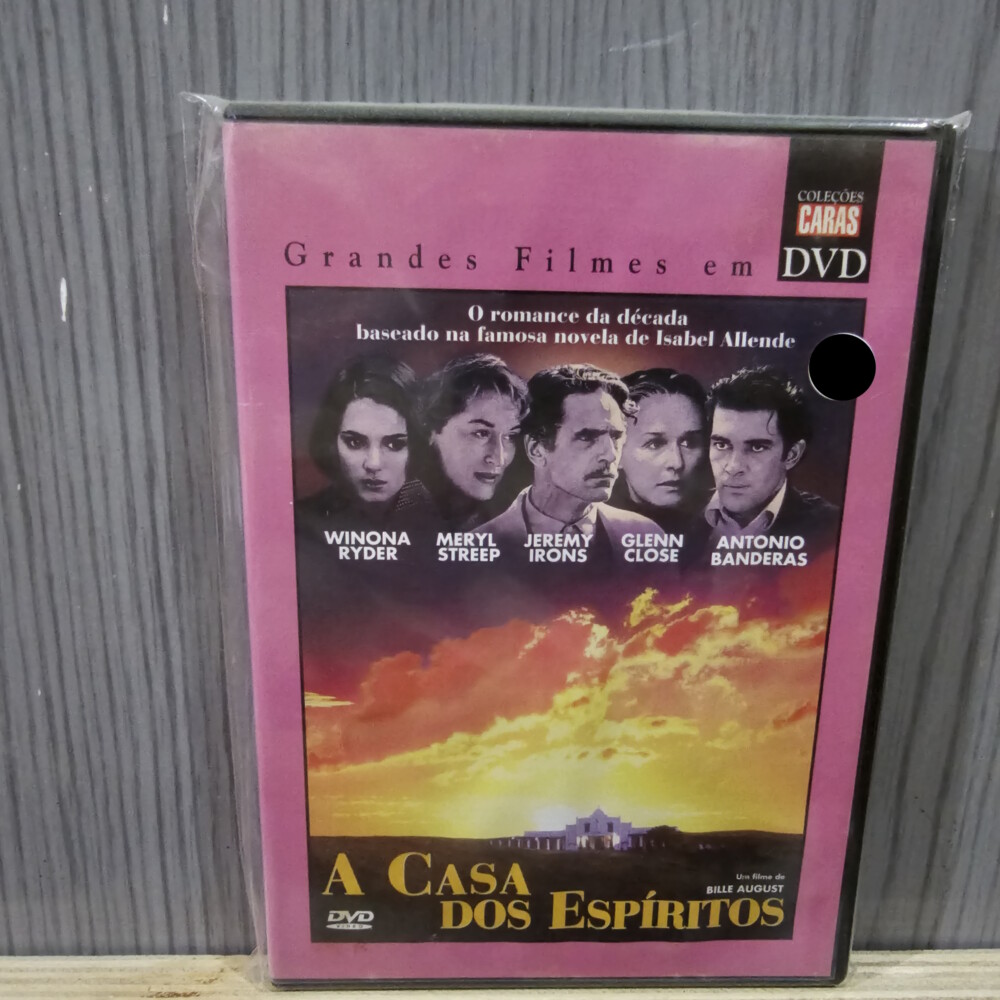 COLEÇÕES
CARAS
Grandes Filmes em DVD
O romance da década
baseado na famosa novela de Isabel Allende
WINONA RYDER
MERYL STREEP
JEREMY IRONS
GLENN CLOSE
ANTONIO BANDERAS
A CASA
DOS ESPÍRITOS
Um filme de
BILLE AUGUST
DVD
VIDEO